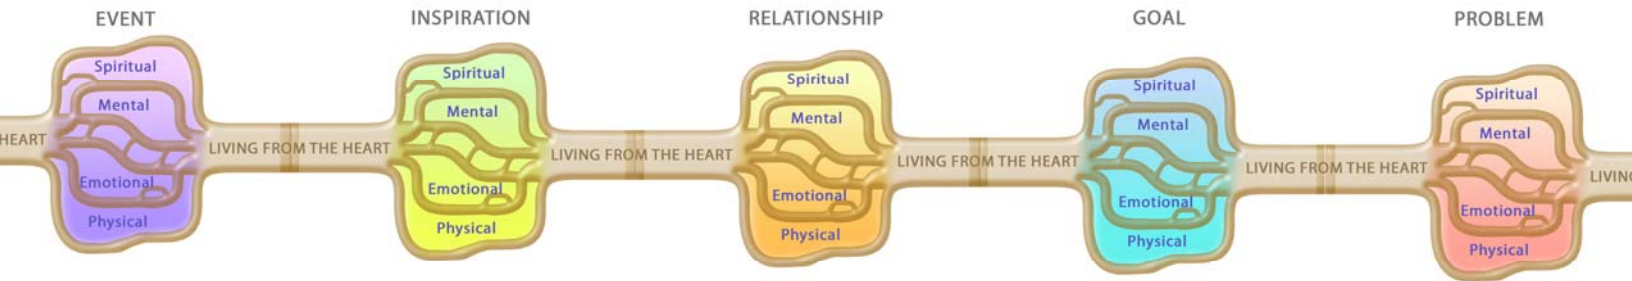 EVENT
Spiritual
Mental
Emotional
Physical
HEART
LIVING FROM THE HEART
INSPIRATION
Spiritual
Mental
Emotional
Physical
LIVING FROM THE HEART
RELATIONSHIP
Spiritual
Mental
Emotional
Physical
LIVING FROM THE HEART
GOAL
Spiritual
Mental
Emotional
Physical
LIVING FROM THE HEART
PROBLEM
Spiritual
Mental
Emotional
Physical